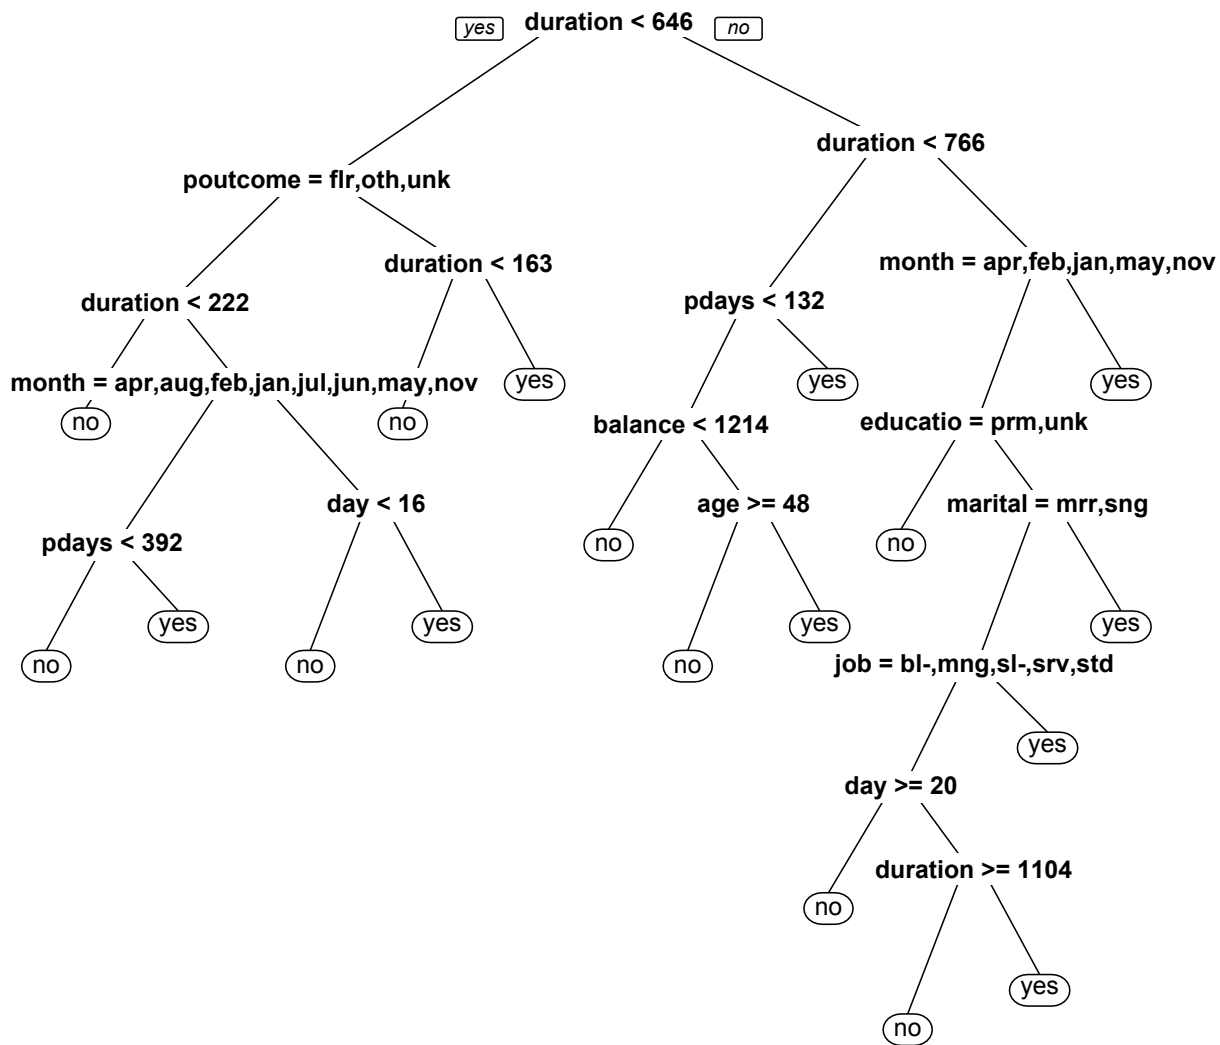 yes duration < 646 no
duration < 766
poutcome = flr,oth,unk
duration < 163 month = apr,feb,jan,may,nov
duration < 222 pdays < 132
month = apr,aug,feb,jan,jul,jun,may,nov yes yes yes
no no balance < 1214 educatio = prm,unk
day < 16 age >= 48 marital = mrr,sng
pdays < 392 no no
yes yes yes yes
no no no job = bl-,mng,sl-,srv,std
yes
day >= 20
duration >= 1104
no
yes
no